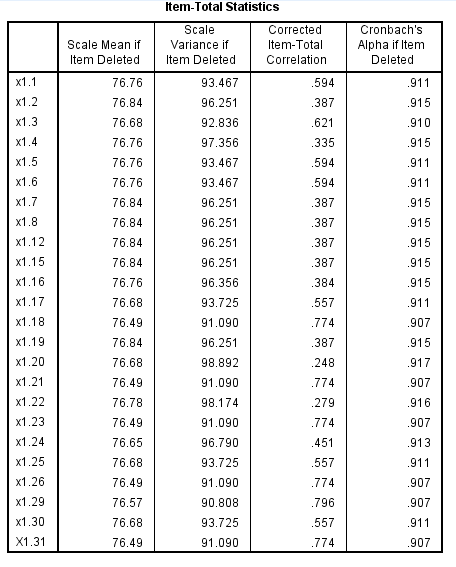 Item-Total Statistics
Scale Mean if Item Deleted Scale Variance if Item Deleted Corrected Item-Total Correlation Cronbach's Alpha if Item Deleted
x1.1 76.76 93.467 .594 .911
x1.2 76.84 96.251 .387 .915
x1.3 76.68 92.836 .621 .910
x1.4 76.76 97.356 .335 .915
x1.5 76.76 93.467 .594 .911
x1.6 76.76 93.467 .594 .911
x1.7 76.84 96.251 .387 .915
x1.8 76.84 96.251 .387 .915
x1.12 76.84 96.251 .387 .915
x1.15 76.84 96.251 .387 .915
x1.16 76.76 96.356 .384 .915
x1.17 76.68 93.725 .557 .911
x1.18 76.49 91.090 .774 .907
x1.19 76.84 96.251 .387 .915
x1.20 76.68 98.892 .248 .917
x1.21 76.49 91.090 .774 .907
x1.22 76.78 98.174 .279 .916
x1.23 76.49 91.090 .774 .907
x1.24 76.65 96.790 .451 .913
x1.25 76.68 93.725 .557 .911
x1.26 76.49 91.090 .774 .907
x1.29 76.57 90.808 .796 .907
x1.30 76.68 93.725 .557 .911
X1.31 76.49 91.090 .774 .907